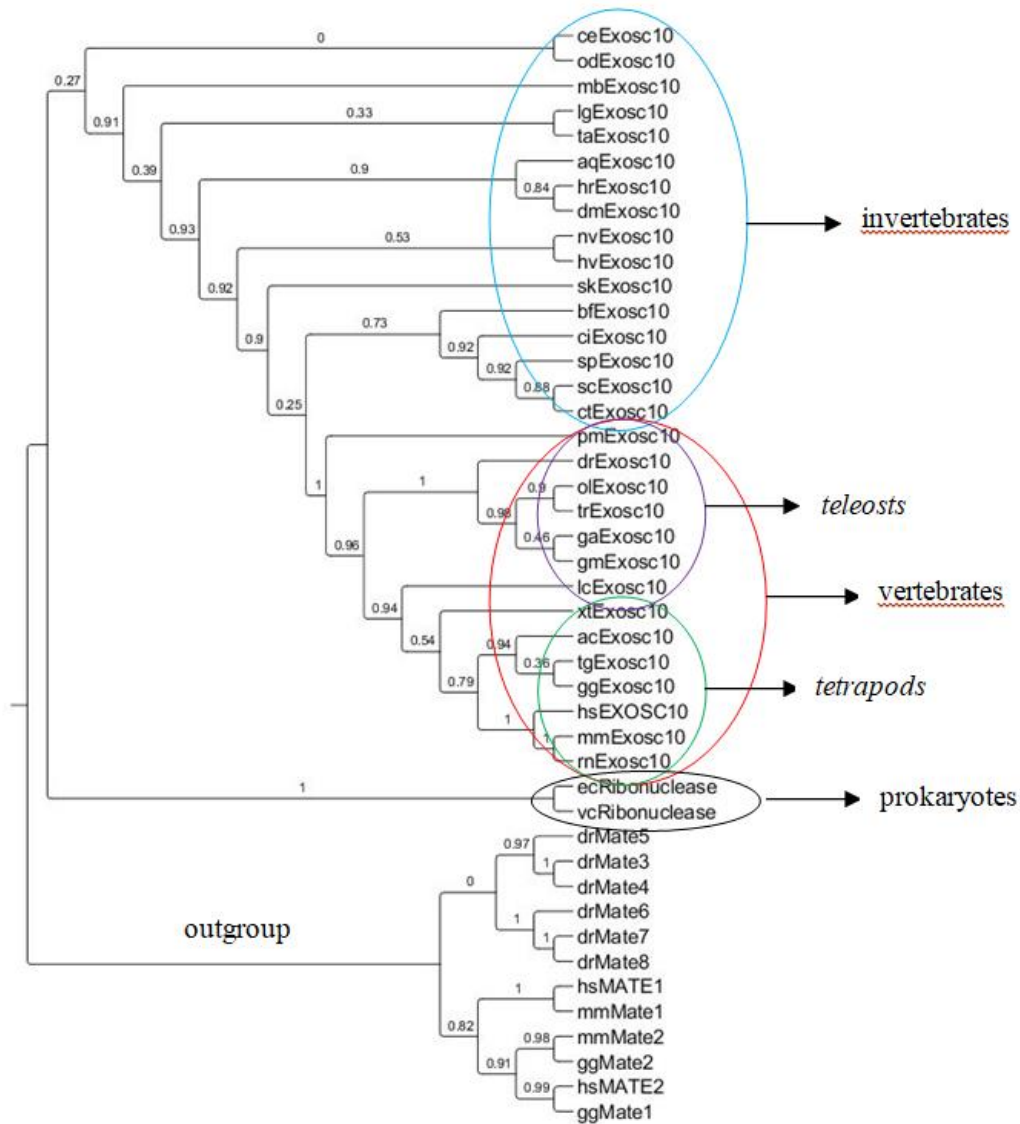 ceExosc10
0
odExosc10
0.27
mbExosc10
0.91
lgExosc10
0.33
taExosc10
0.39
aqExosc10
0.9
hrExosc10
0.84
dmExosc10
invertebrates
0.93
nvExosc10
0.53
hvExosc10
0.92
skExosc10
0.9
bfExosc10
0.73
ciExosc10
0.92
spExosc10
0.92
scExosc10
0.88
0.25
ctExosc10
pmExosc10
1
drExosc10
1
olExosc10
0.9
trExosc10
teleosts
0.98
gaExosc10
0.46
gmExosc10
0.96
lcExosc10
0.94
vertebrates
xtExosc10
0.54
acExosc10
0.94
tgExosc10
0.36
ggExosc10
tetrapods
0.79
hsEXOSC10
1
mmExosc10
1
rnExosc10
ecRibonuclease
1
prokaryotes
vcRibonuclease
drMate5
0.97
drMate3
1
drMate4
0
drMate6
1
drMate7
1
outgroup
drMate8
hsMATE1
1
mmMate1
0.82
mmMate2
0.98
ggMate2
0.91
hsMATE2
0.99
ggMate1